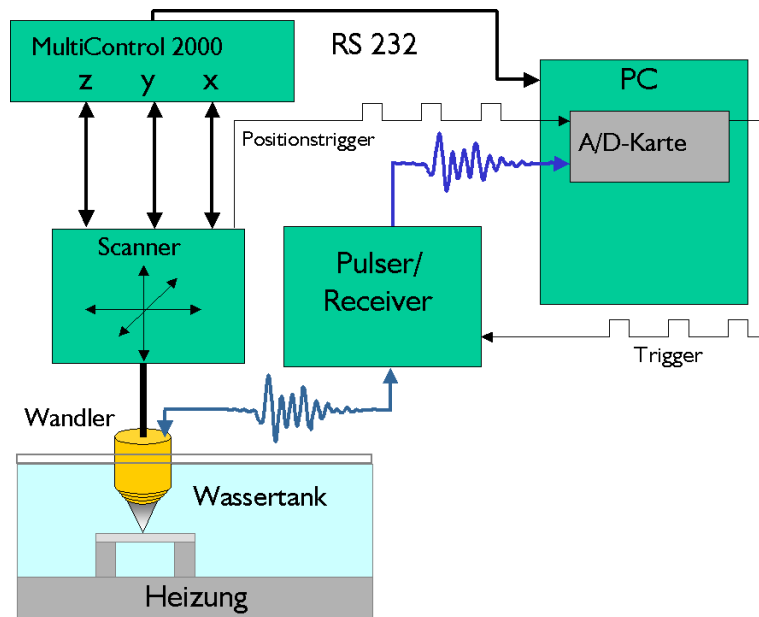 MultiControl 2000
z y x
RS 232
PC
Positionstrigger
A/D-Karte
Scanner
Pulser/
Receiver
Trigger
Wandler
Wassertank
Heizung